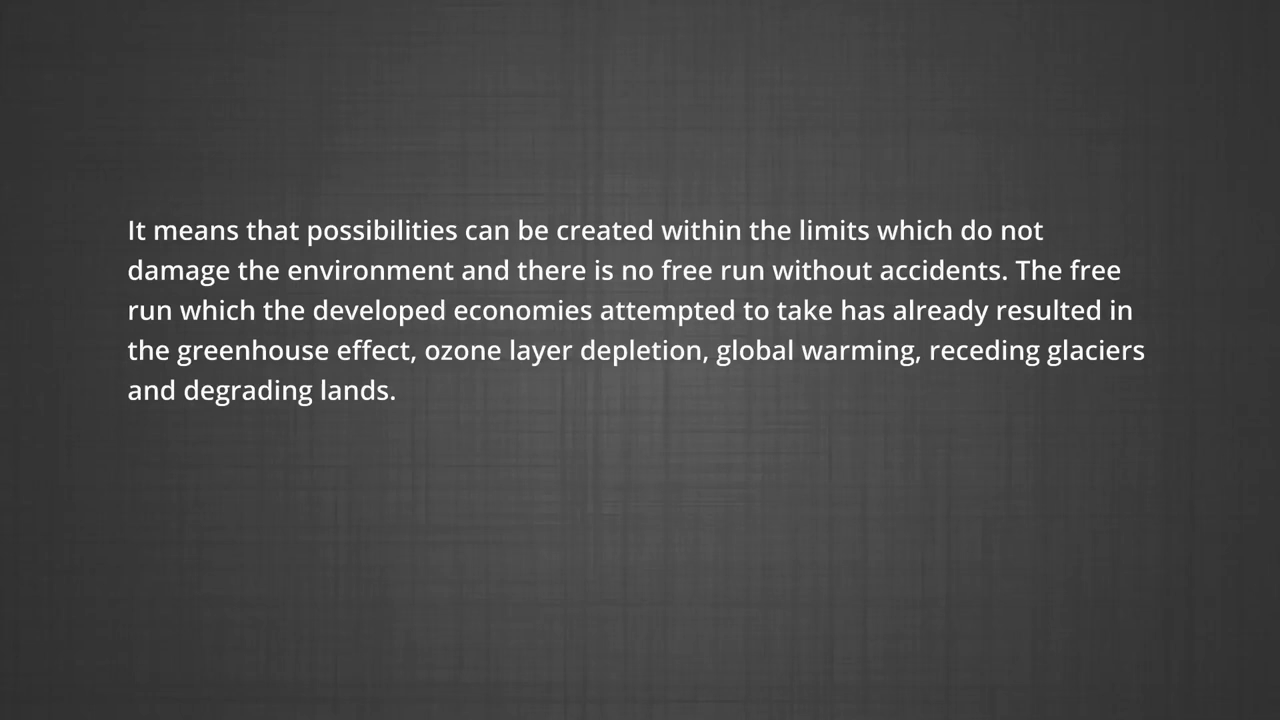 It means that possibilities can be created within the limits which do not
damage the environment and there is no free run without accidents. The free
run which the developed economies attempted to take has already resulted in
the greenhouse effect, ozone layer depletion, global warming, receding glaciers
and degrading lands.